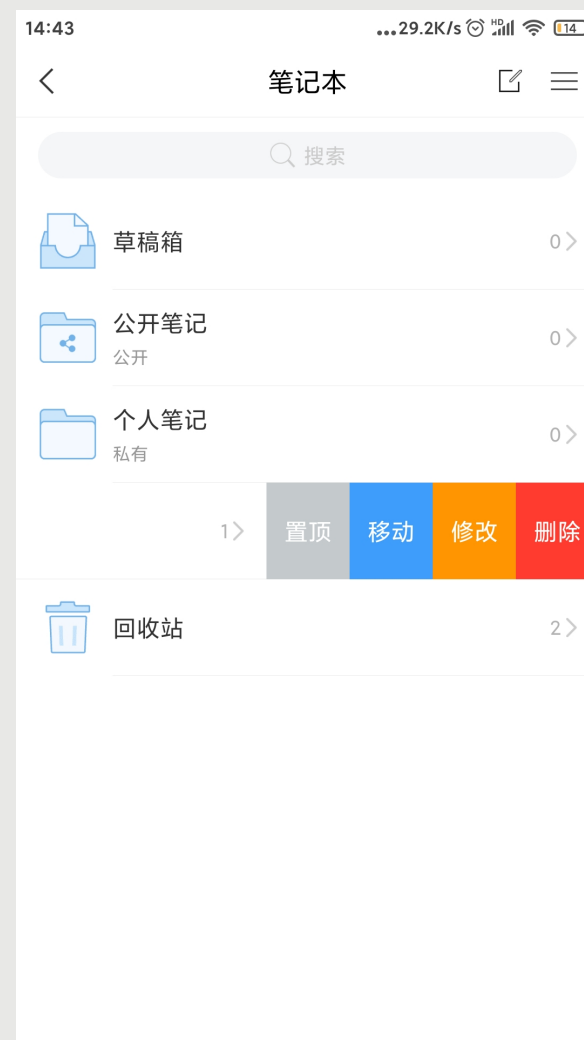 14:43
...29.2K/s HD 14
笔记本
搜索
草稿箱
0
公开笔记
公开
0
个人笔记
私有
0
1 置顶 移动 修改 删除
回收站
2